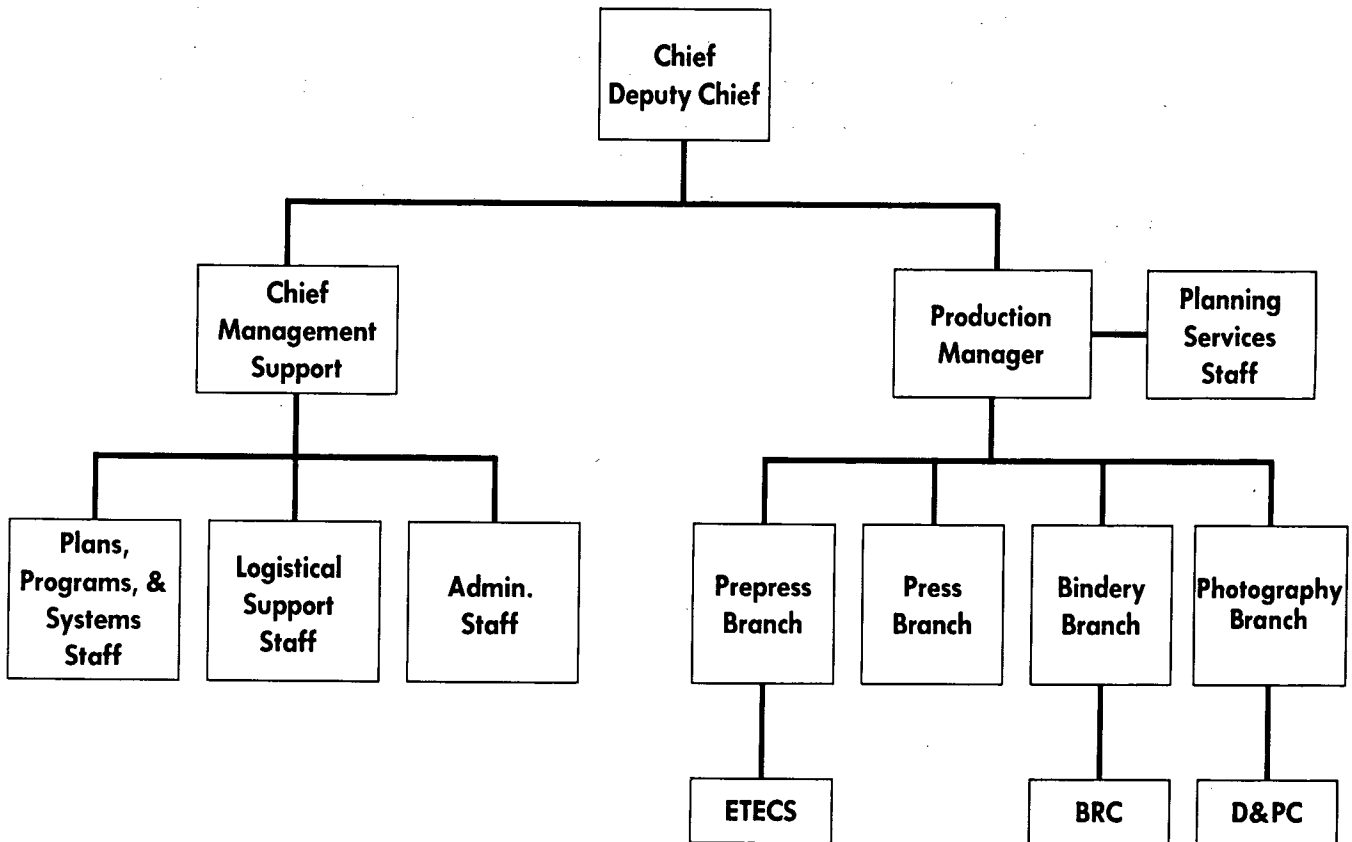 Chief
Deputy Chief
Chief
Management
Support
Production
Manager
Planning
Services
Staff
Plans,
Programs, &
Systems
Staff
Logistical
Support
Staff
Admin.
Staff
Prepress
Branch
Press
Branch
Bindery
Branch
Photography
Branch
ETECS
BRC
D&PC